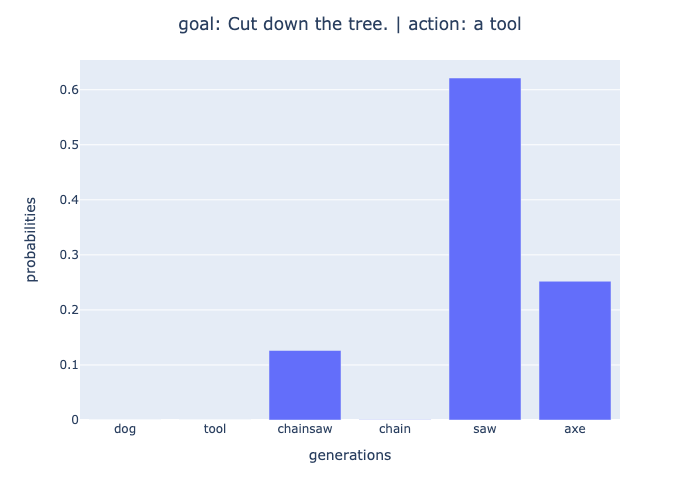 goal: Cut down the tree. | action: a tool
probabilities
0.6
0.5
0.4
0.3
0.2
0.1
0
dog tool chainsaw chain saw axe
generations